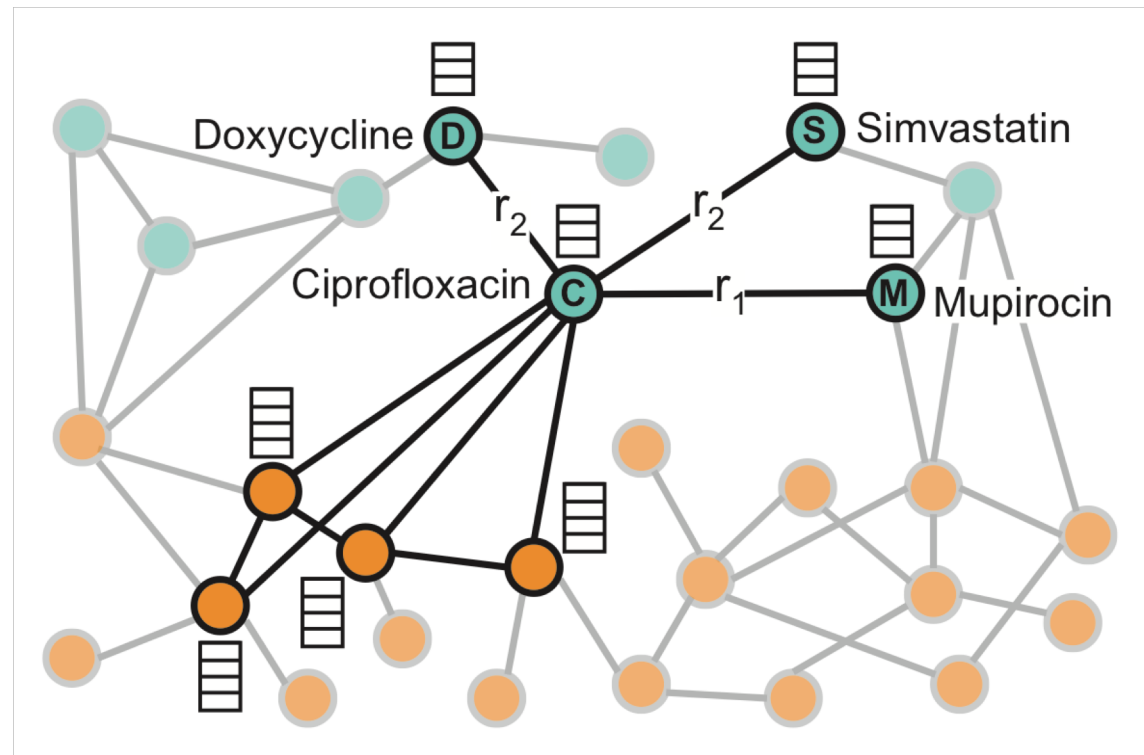 Doxycycline
D
S
Simvastatin
r2
r2
Ciprofloxacin
C
r1
M
Mupirocin